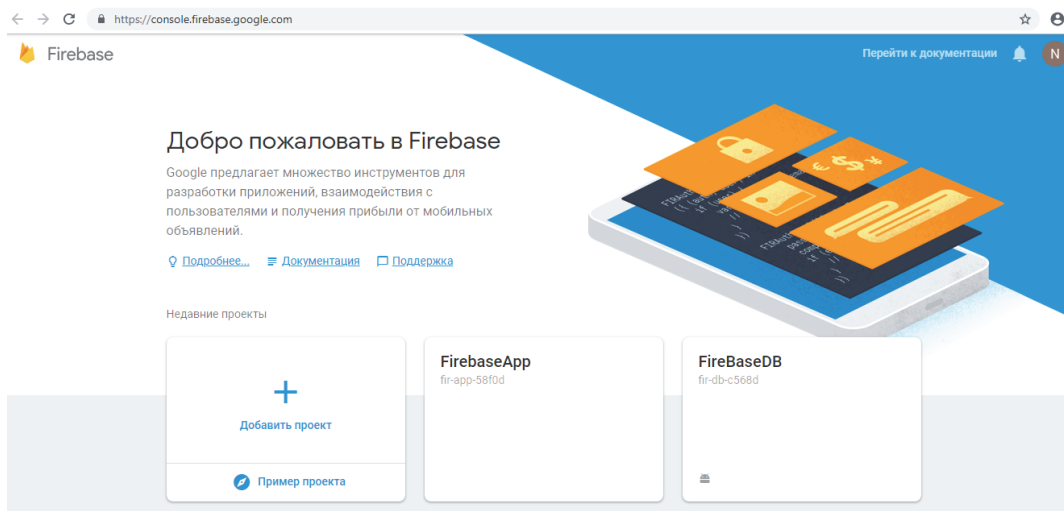 https://console.firebase.google.com
Firebase
Перейти к документации
N
Добро пожаловать в Firebase
Google предлагает множество инструментов для
разработки приложений, взаимодействия с
пользователями и получения прибыли от мобильных
объявлений.
Подробнее... Документация Поддержка
Недавние проекты
FirebaseApp
fir-app-58f0d
FireBaseDB
fir-db-c568d
Добавить проект
Пример проекта